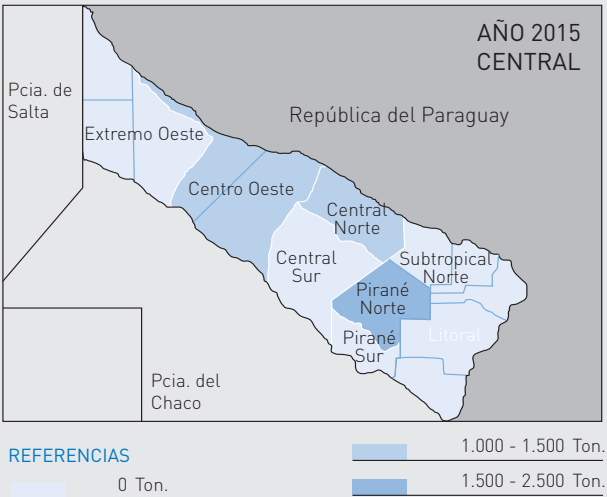 AÑO 2015
CENTRAL
Pcia. de
Salta
República del Paraguay
Extremo Oeste
Centro Oeste
Central
Norte
Central
Sur
Subtropical
Norte
Pirané
Norte
Pirané
Sur
Litoral
Pcia. del
Chaco
REFERENCIAS
0 Ton.
1.000 - 1.500 Ton.
1.500 - 2.500 Ton.